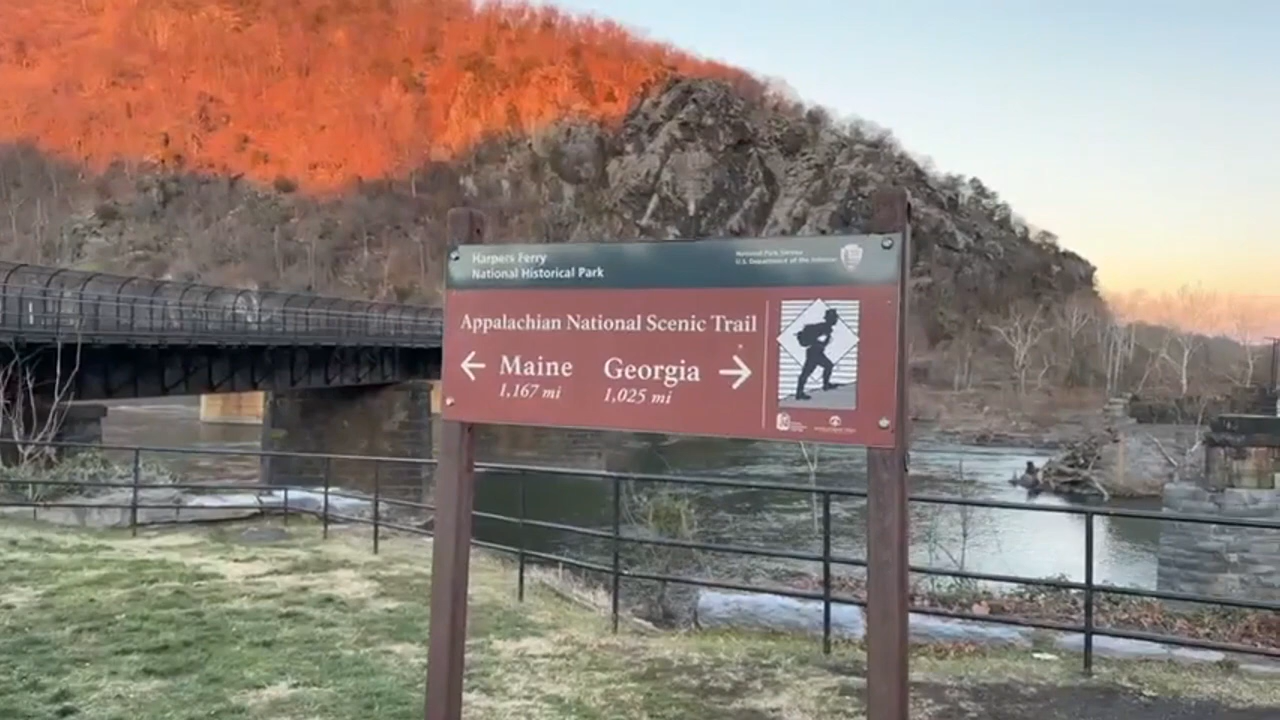 Harpers Ferry
National Historical Park
National Park Service
U.S. Department of the Interior
Appalachian National Scenic Trail
← Maine Georgia →
1,167 mi 1,025 mi